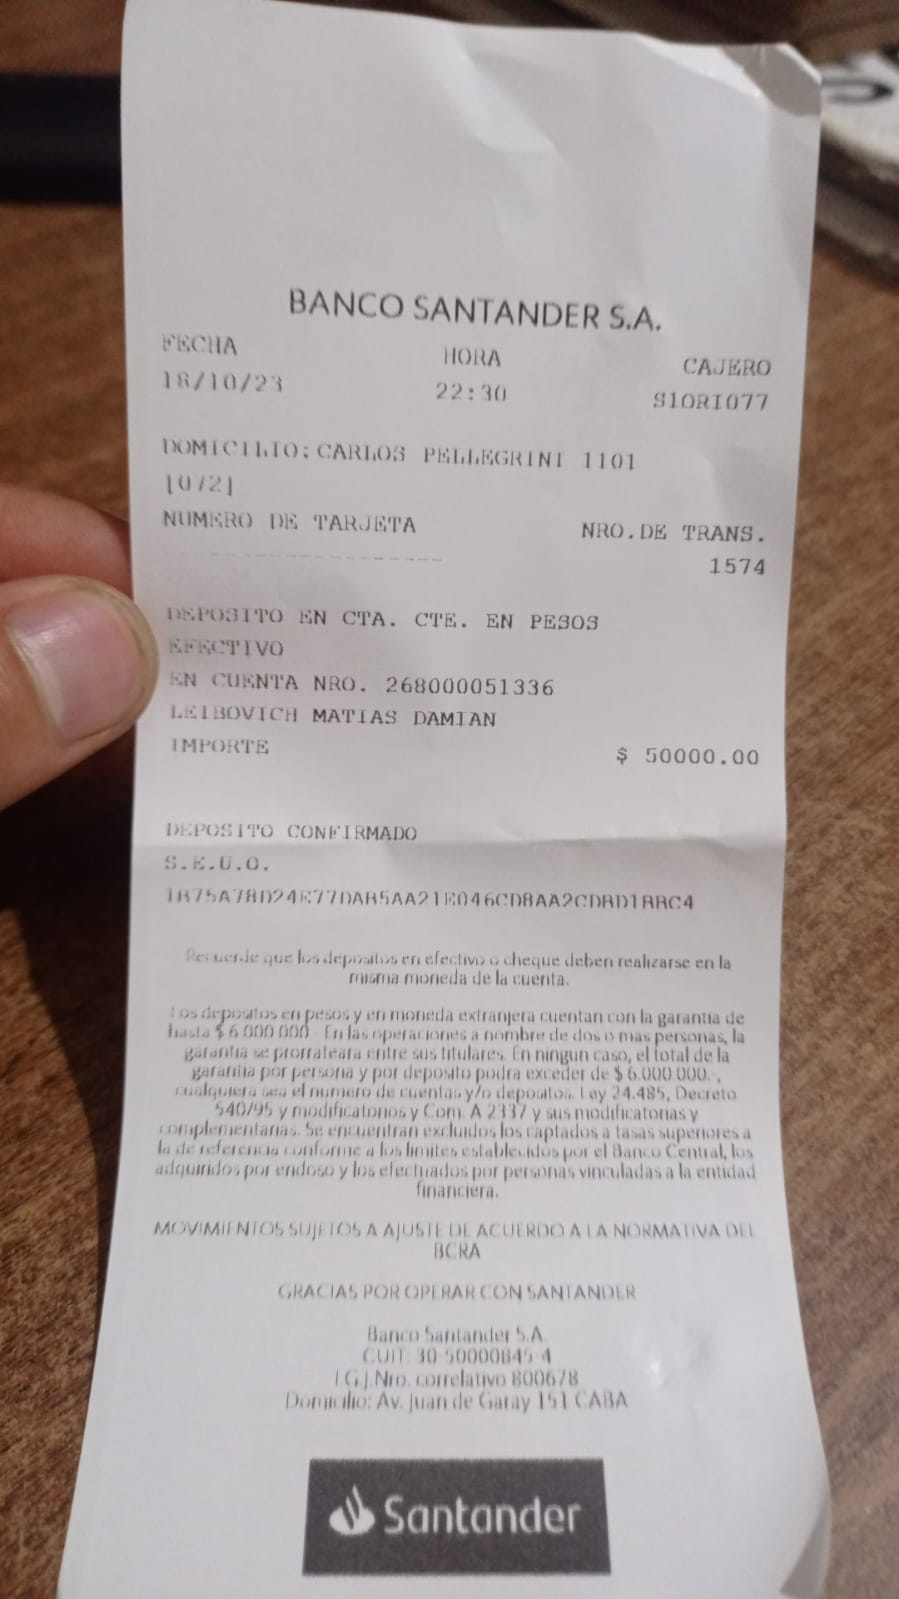 BANCO SANTANDER S.A.
FECHA HORA CAJERO
18/10/23 22:30 S1ORI077
DOMICILIO:CARLOS PELLEGRINI 1101
[072]
NUMERO DE TARJETA NRO.DE TRANS.
1574
DEPOSITO EN CTA. CTE. EN PESOS
EFECTIVO
EN CUENTA NRO. 268000051336
LEIBOVICH MATIAS DAMIAN
IMPORTE $ 50000.00
DEPOSITO CONFIRMADO
S.E.U.O.
Recuerde que los depositos en efectivo o cheque deben realizarse en la
misma moneda de la cuenta.
Los depositos en pesos y en moneda extranjera cuentan con la garantia de
hasta $ 6.000.000.- En las operaciones a nombre de dos o mas personas, la
garantia se prorrateara entre sus titulares. En ningun caso, el total de la
garantia por persona y por deposito podra exceder de $ 6.000.000.-,
cualquiera sea el numero de cuentas y/o depositos. Ley 24.485, Decreto
540/95 y modificatorios y Com. A 2337 y sus modificatorias y
complementarias. Se encuentran excluidos los captados a tasas superiores a
la de referencia conforme a los limites establecidos por el Banco Central, los
adquiridos por endoso y los efectuados por personas vinculadas a la entidad
financiera.
MOVIMIENTOS SUJETOS A AJUSTE DE ACUERDO A LA NORMATIVA DEL
BCRA
GRACIAS POR OPERAR CON SANTANDER
Banco Santander S.A.
CUIT: 30-50000845-4
I.G.J. Nro. correlativo 800678
Domicilio: Av. Juan de Garay 151 CABA
Santander